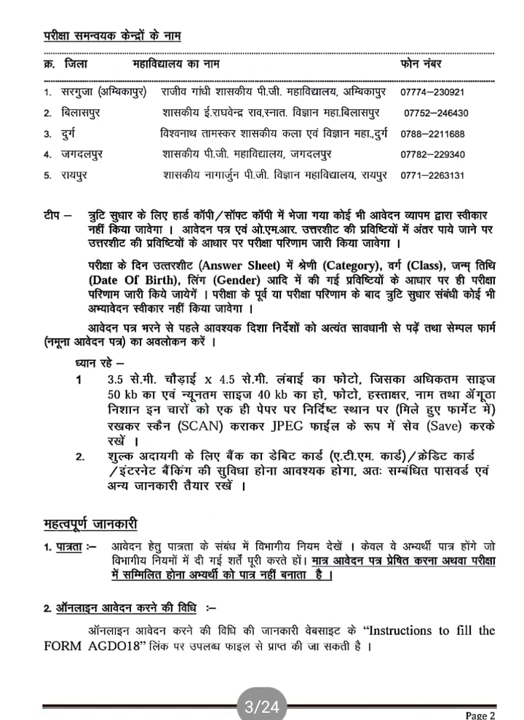 परीक्षा समन्वयक केन्द्रों के नाम
क्र. जिला महाविद्यालय का नाम फोन नंबर
1. सरगुजा (अम्बिकापुर) राजीव गांधी शासकीय पी.जी. महाविद्यालय, अम्बिकापुर 07774–230921
2. बिलासपुर शासकीय ई.राघवेन्द्र राव,स्नात. विज्ञान महा.बिलासपुर 07752–246430
3. दुर्ग विश्वनाथ तामस्कर शासकीय कला एवं विज्ञान महा.,दुर्ग 0788–2211688
4. जगदलपुर शासकीय पी.जी. महाविद्यालय, जगदलपुर 07782–229340
5. रायपुर शासकीय नागार्जुन पी.जी. विज्ञान महाविद्यालय, रायपुर 0771–2263131
टीप – त्रुटि सुधार के लिए हार्ड कॉपी/सॉफ्ट कॉपी में भेजा गया कोई भी आवेदन व्यापम द्वारा स्वीकार
नहीं किया जावेगा । आवेदन पत्र एवं ओ.एम.आर. उत्तरशीट की प्रविष्टियों में अंतर पाये जाने पर
उत्तरशीट की प्रविष्टियों के आधार पर परीक्षा परिणाम जारी किया जावेगा ।
परीक्षा के दिन उत्तरशीट (Answer Sheet) में श्रेणी (Category), वर्ग (Class), जन्म् तिथि
(Date Of Birth), लिंग (Gender) आदि में की गई प्रविष्टियों के आधार पर ही परीक्षा
परिणाम जारी किये जायेगें । परीक्षा के पूर्व या परीक्षा परिणाम के बाद त्रुटि सुधार संबंधी कोई भी
अभ्यावेदन स्वीकार नहीं किया जावेगा ।
आवेदन पत्र भरने से पहले आवश्यक दिशा निर्देशों को अत्यंत सावधानी से पढ़ें तथा सेम्पल फार्म
(नमूना आवेदन पत्र) का अवलोकन करें ।
ध्यान रहे –
1 3.5 से.मी. चौड़ाई x 4.5 से.मी. लंबाई का फोटो, जिसका अधिकतम साइज
50 kb का एवं न्यूनतम साइज 40 kb का हो, फोटो, हस्ताक्षर, नाम तथा अँगूठा
निशान इन चारों को एक ही पेपर पर निर्दिष्ट स्थान पर (मिले हुए फार्मेट में)
रखकर स्कैन (SCAN) कराकर JPEG फाईल के रूप में सेव (Save) करके
रखें ।
2. शुल्क अदायगी के लिए बैंक का डेबिट कार्ड (ए.टी.एम. कार्ड)/क्रेडिट कार्ड
/इंटरनेट बैंकिंग की सुविधा होना आवश्यक होगा, अतः सम्बंधित पासवर्ड एवं
अन्य जानकारी तैयार रखें ।
महत्वपूर्ण जानकारी
1. पात्रता :– आवेदन हेतु पात्रता के संबंध में विभागीय नियम देखें । केवल वे अभ्यर्थी पात्र होंगे जो
विभागीय नियमों में दी गई शर्तें पूरी करते हों। मात्र आवेदन पत्र प्रेषित करना अथवा परीक्षा
में सम्मिलित होना अभ्यर्थी को पात्र नहीं बनाता है ।
2. ऑनलाइन आवेदन करने की विधि :–
ऑनलाइन आवेदन करने की विधि की जानकारी वेबसाइट के “Instructions to fill the
FORM AGDO18” लिंक पर उपलब्ध फाइल से प्राप्त की जा सकती है ।
3/24
Page 2